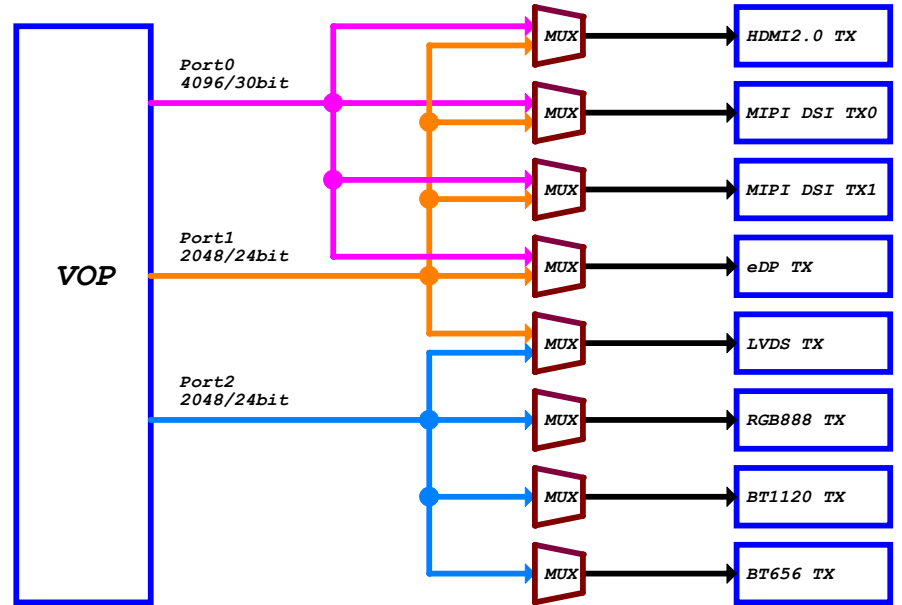 VOP
Port0
4096/30bit
Port1
2048/24bit
Port2
2048/24bit
MUX
HDMI2.0 TX
MUX
MIPI DSI TX0
MUX
MIPI DSI TX1
MUX
eDP TX
MUX
LVDS TX
MUX
RGB888 TX
MUX
BT1120 TX
MUX
BT656 TX